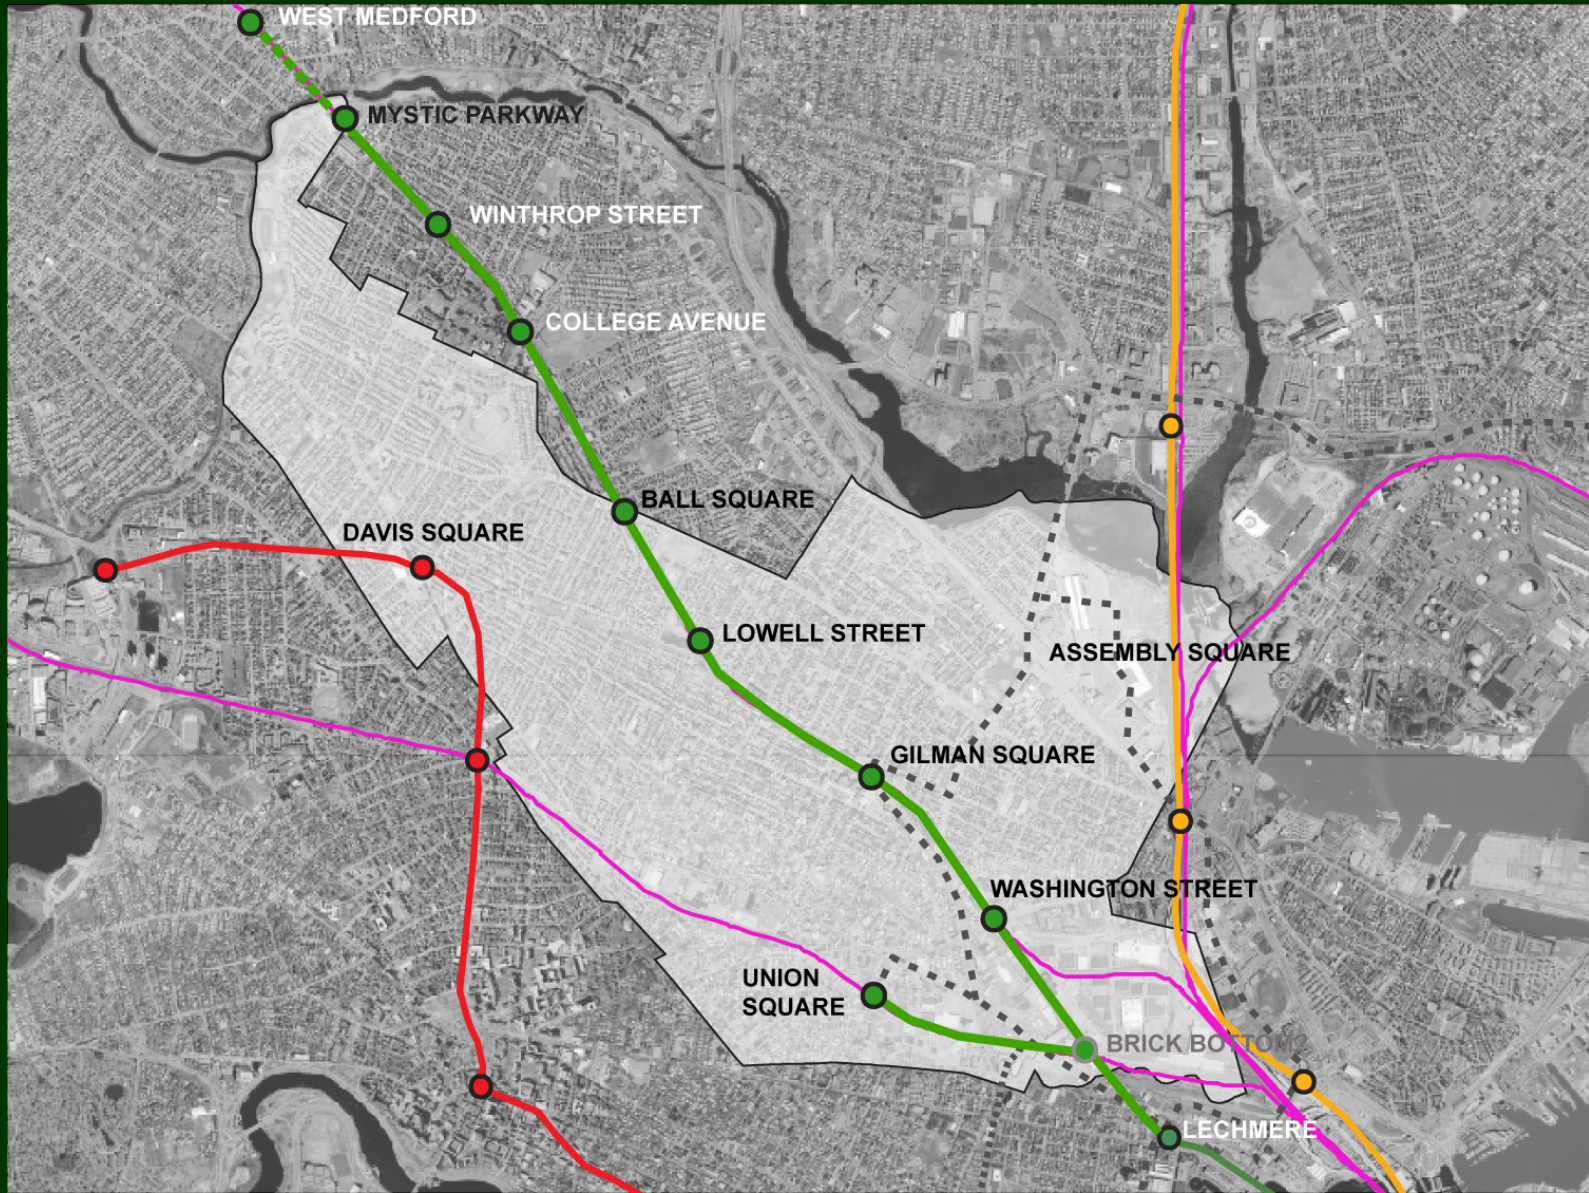 WEST MEDFORD
MYSTIC PARKWAY
WINTHROP STREET
COLLEGE AVENUE
BALL SQUARE
DAVIS SQUARE
LOWELL STREET
ASSEMBLY SQUARE
GILMAN SQUARE
WASHINGTON STREET
UNION
SQUARE
BRICK BOTTOM?
LECHMERE